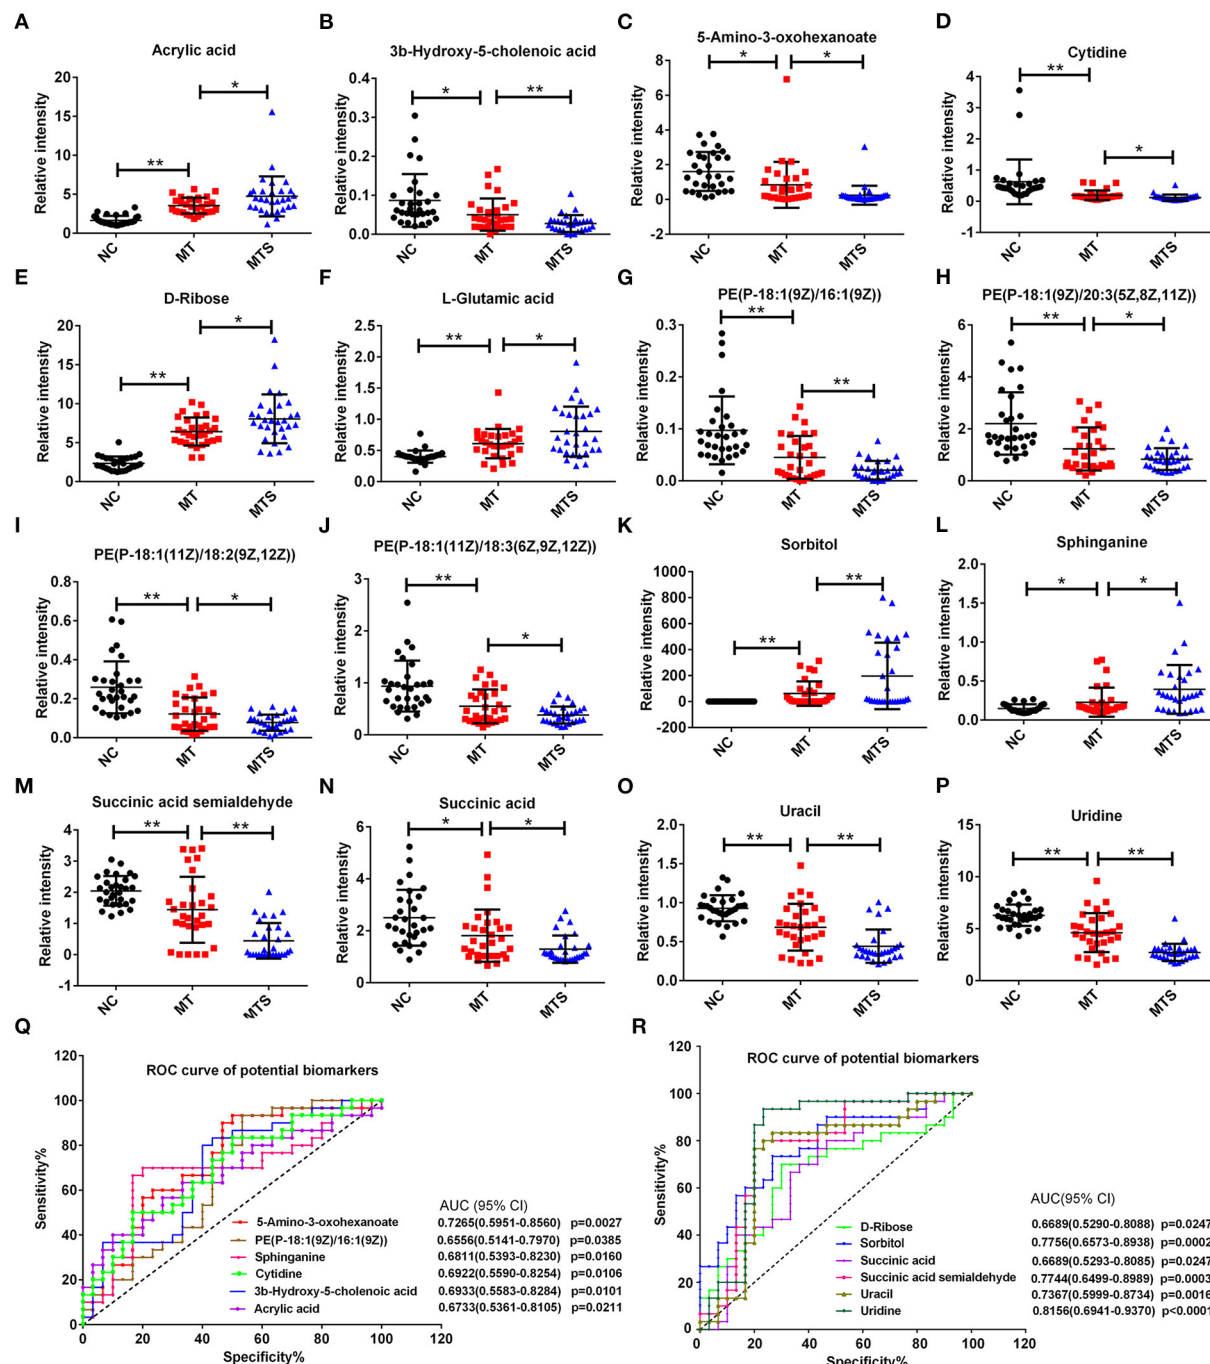 A
Acrylic acid
Relative intensity
20
15
10
5
0
**
*
NC
MT
MTS
B
3b-Hydroxy-5-cholenoic acid
Relative intensity
0.4
0.3
0.2
0.1
0.0
*
**
NC
MT
MTS
C
5-Amino-3-oxohexanoate
Relative intensity
8
6
4
2
0
-2
*
*
NC
MT
MTS
D
Cytidine
Relative intensity
4
3
2
1
0
-1
**
*
NC
MT
MTS
E
D-Ribose
Relative intensity
20
15
10
5
0
**
*
NC
MT
MTS
F
L-Glutamic acid
Relative intensity
2.5
2.0
1.5
1.0
0.5
0.0
**
*
NC
MT
MTS
G
PE(P-18:1(9Z)/16:1(9Z))
Relative intensity
0.3
0.2
0.1
0.0
**
**
NC
MT
MTS
H
PE(P-18:1(9Z)/20:3(5Z,8Z,11Z))
Relative intensity
6
4
2
0
**
*
NC
MT
MTS
I
PE(P-18:1(11Z)/18:2(9Z,12Z))
Relative intensity
0.8
0.6
0.4
0.2
0.0
**
*
NC
MT
MTS
J
PE(P-18:1(11Z)/18:3(6Z,9Z,12Z))
Relative intensity
3
2
1
0
**
*
NC
MT
MTS
K
Sorbitol
Relative intensity
1000
800
600
400
200
0
-200
**
**
NC
MT
MTS
L
Sphinganine
Relative intensity
2.0
1.5
1.0
0.5
0.0
*
*
NC
MT
MTS
M
Succinic acid semialdehyde
Relative intensity
4
3
2
1
0
-1
**
**
NC
MT
MTS
N
Succinic acid
Relative intensity
6
4
2
0
*
*
NC
MT
MTS
O
Uracil
Relative intensity
2.0
1.5
1.0
0.5
0.0
**
**
NC
MT
MTS
P
Uridine
Relative intensity
15
10
5
0
**
**
NC
MT
MTS
Q
ROC curve of potential biomarkers
Sensitivity%
120
100
80
60
40
20
0
AUC (95% CI)
5-Amino-3-oxohexanoate 0.7265(0.5951-0.8560) p=0.0027
PE(P-18:1(9Z)/16:1(9Z)) 0.6556(0.5141-0.7970) p=0.0385
Sphinganine 0.6811(0.5393-0.8230) p=0.0160
Cytidine 0.6922(0.5590-0.8254) p=0.0106
3b-Hydroxy-5-cholenoic acid 0.6933(0.5583-0.8284) p=0.0101
Acrylic acid 0.6733(0.5361-0.8105) p=0.0211
0 20 40 60 80 100 120
Specificity%
R
ROC curve of potential biomarkers
Sensitivity%
120
100
80
60
40
20
0
AUC(95% CI)
D-Ribose 0.6689(0.5290-0.8088) p=0.0247
Sorbitol 0.7756(0.6573-0.8938) p=0.0002
Succinic acid 0.6689(0.5293-0.8085) p=0.0247
Succinic acid semialdehyde 0.7744(0.6499-0.8989) p=0.0003
Uracil 0.7367(0.5999-0.8734) p=0.0016
Uridine 0.8156(0.6941-0.9370) p<0.0001
0 20 40 60 80 100 120
Specificity%